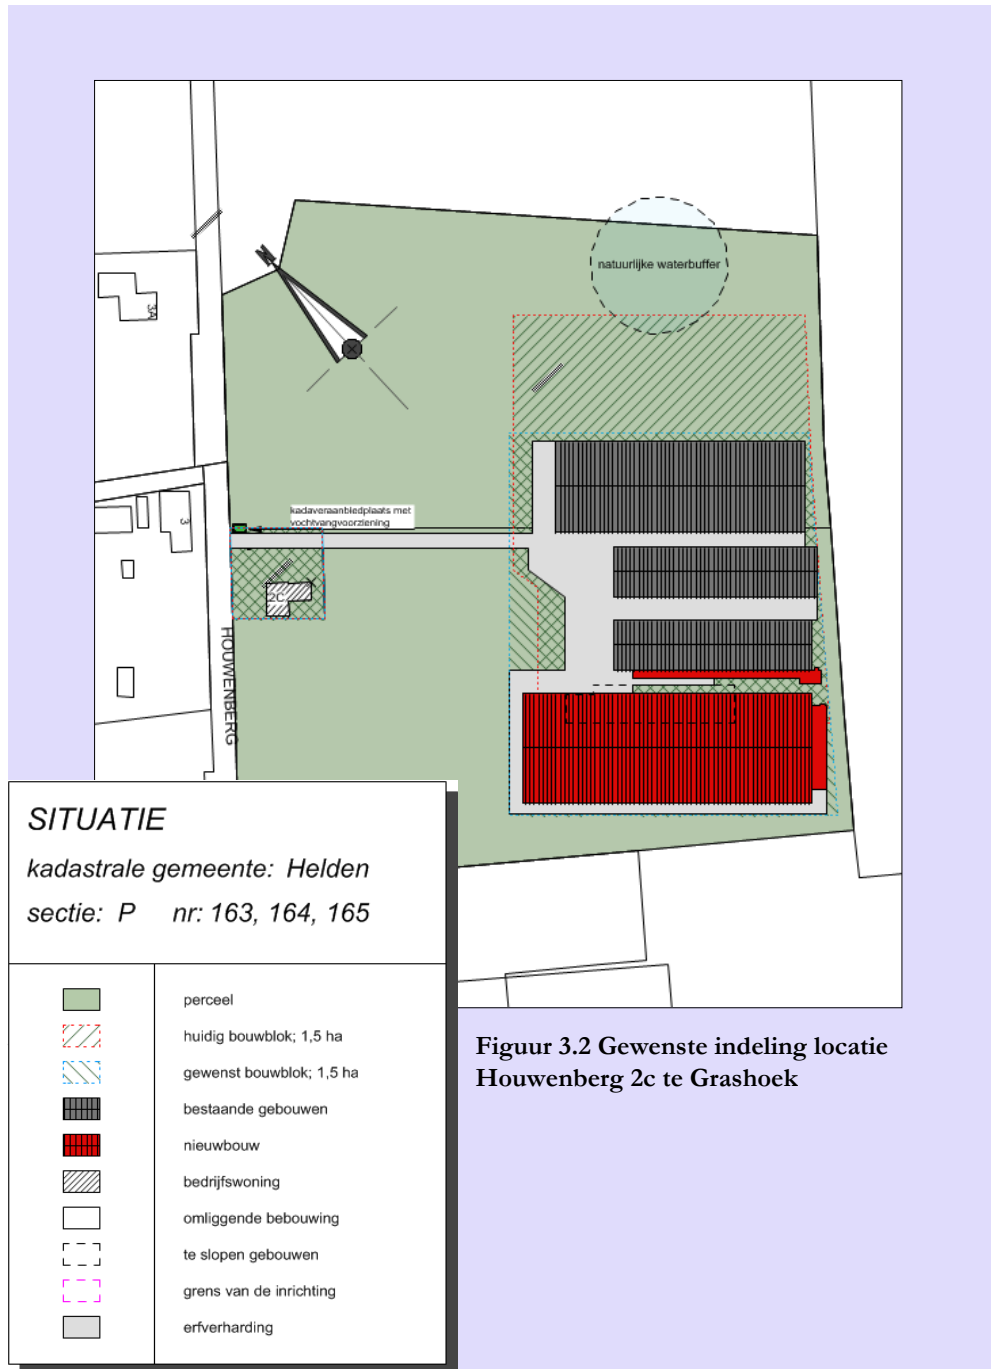 N
natuurlijke waterbuffer
3A
3
kadaveraanbiedplaats met
vochtvangvoorziening
2C
HOUWENBERG
SITUATIE
kadastrale gemeente: Helden
sectie: P nr: 163, 164, 165
perceel
huidig bouwblok; 1,5 ha
gewenst bouwblok; 1,5 ha
bestaande gebouwen
nieuwbouw
bedrijfswoning
omliggende bebouwing
te slopen gebouwen
grens van de inrichting
erfverharding
Figuur 3.2 Gewenste indeling locatie
Houwenberg 2c te Grashoek